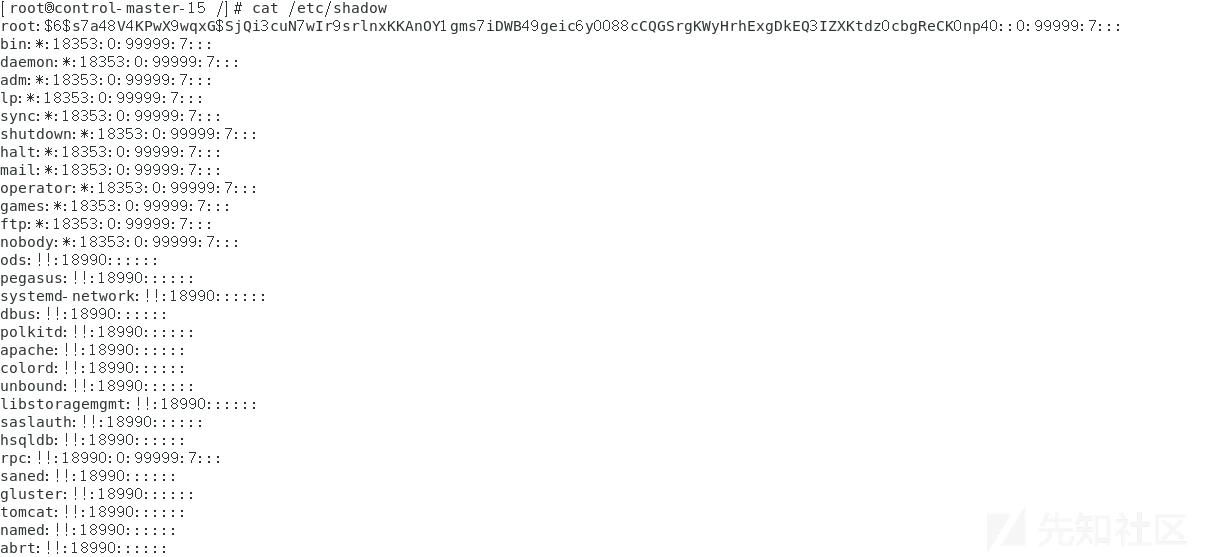 [root@control-master-15 /]# cat /etc/shadow
root:$6$s7a48V4KPwX9wqxG$SjQi3cuN7wIr9srlnxKKAnOY1gms7iDWB49geic6y0088cCQGSrgKWyHrhExgDkEQ3IZXKtdz0cbgReCK0np40::0:99999:7:::
bin:*:18353:0:99999:7:::
daemon:*:18353:0:99999:7:::
adm:*:18353:0:99999:7:::
lp:*:18353:0:99999:7:::
sync:*:18353:0:99999:7:::
shutdown:*:18353:0:99999:7:::
halt:*:18353:0:99999:7:::
mail:*:18353:0:99999:7:::
operator:*:18353:0:99999:7:::
games:*:18353:0:99999:7:::
ftp:*:18353:0:99999:7:::
nobody:*:18353:0:99999:7:::
ods:!!:18990::::::
pegasus:!!:18990::::::
systemd-network:!!:18990::::::
dbus:!!:18990::::::
polkitd:!!:18990::::::
apache:!!:18990::::::
colord:!!:18990::::::
unbound:!!:18990::::::
libstoragemgmt:!!:18990::::::
saslauth:!!:18990::::::
hsqldb:!!:18990::::::
rpc:!!:18990:0:99999:7:::
saned:!!:18990::::::
gluster:!!:18990::::::
tomcat:!!:18990::::::
named:!!:18990::::::
abrt:!!:18990::::::
先知社区